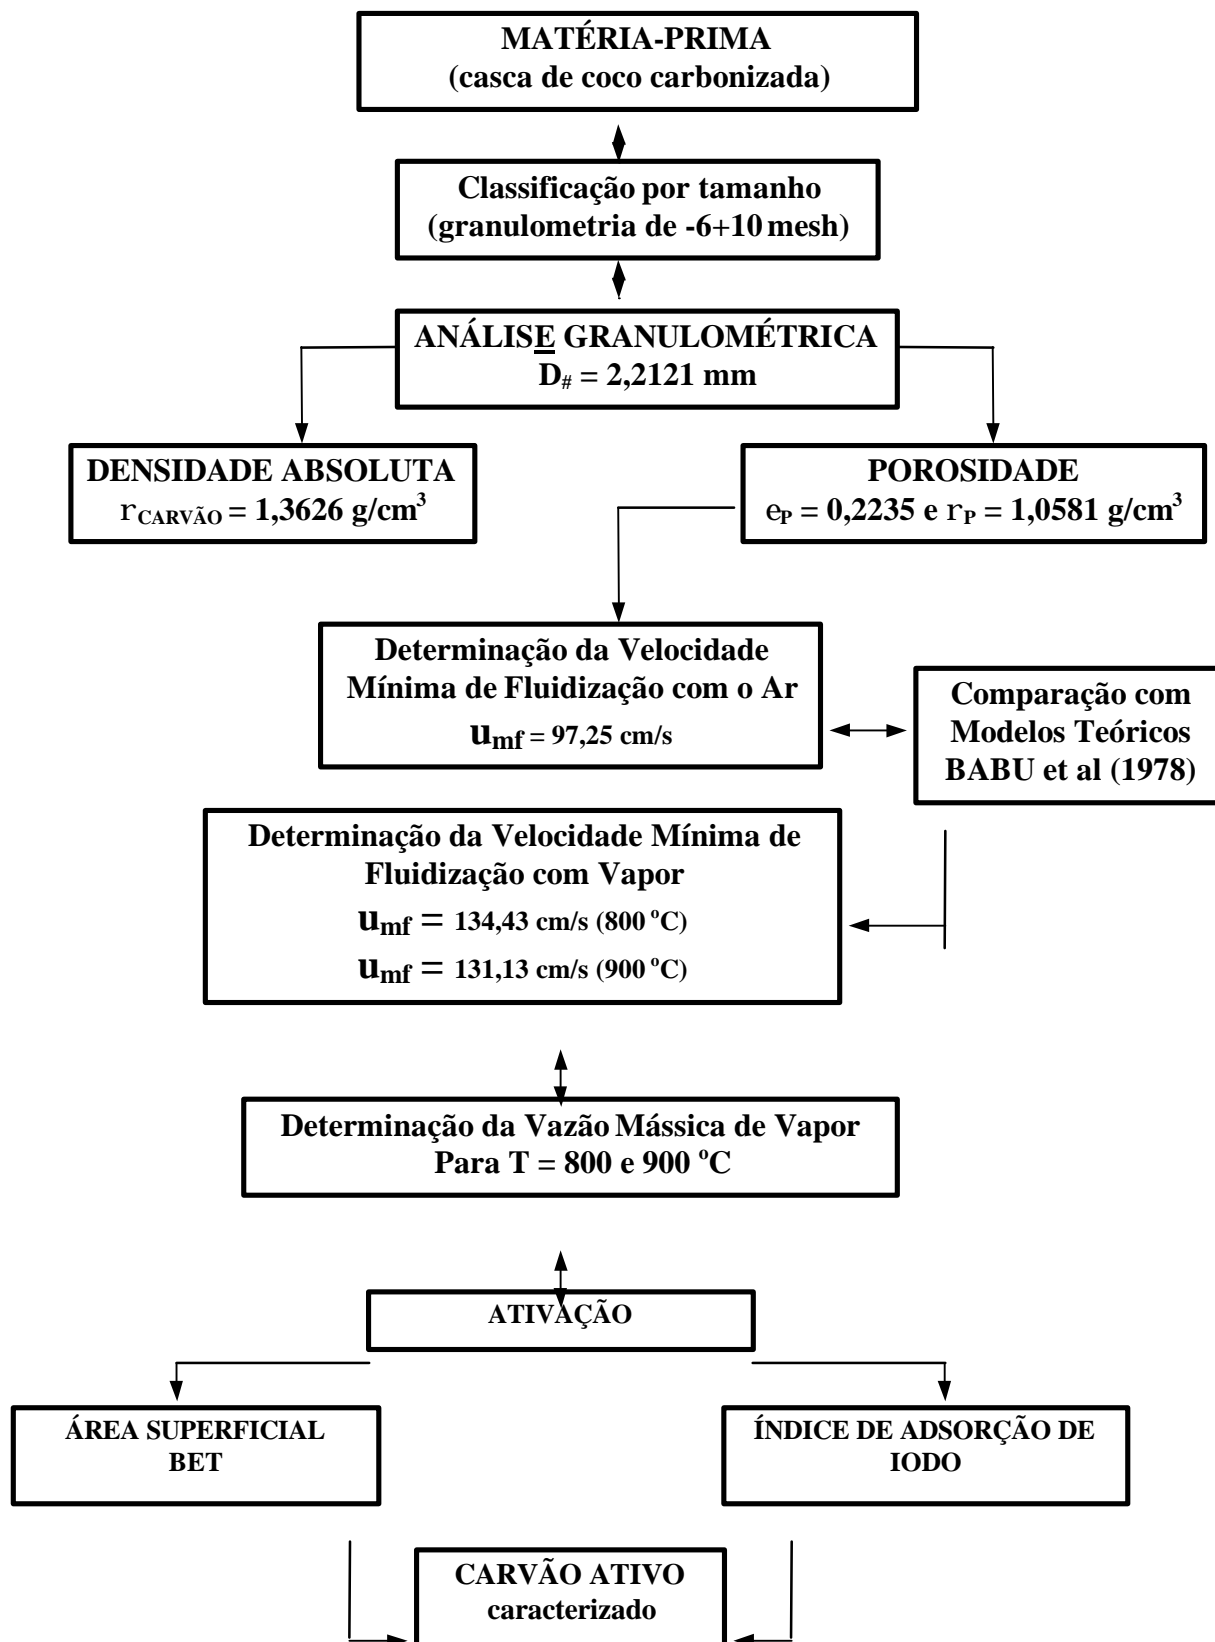 MATÉRIA-PRIMA
(casca de coco carbonizada)
Classificação por tamanho
(granulometria de -6+10 mesh)
ANÁLISE GRANULOMÉTRICA
D# = 2,2121 mm
DENSIDADE ABSOLUTA
rCARVÃO = 1,3626 g/cm³
POROSIDADE
eP = 0,2235 e rP = 1,0581 g/cm³
Determinação da Velocidade
Mínima de Fluidização com o Ar
umf = 97,25 cm/s
Comparação com
Modelos Teóricos
BABU et al (1978)
Determinação da Velocidade Mínima de
Fluidização com Vapor
umf = 134,43 cm/s (800 ºC)
umf = 131,13 cm/s (900 ºC)
Determinação da Vazão Mássica de Vapor
Para T = 800 e 900 ºC
ATIVAÇÃO
ÁREA SUPERFICIAL
BET
ÍNDICE DE ADSORÇÃO DE
IODO
CARVÃO ATIVO
caracterizado